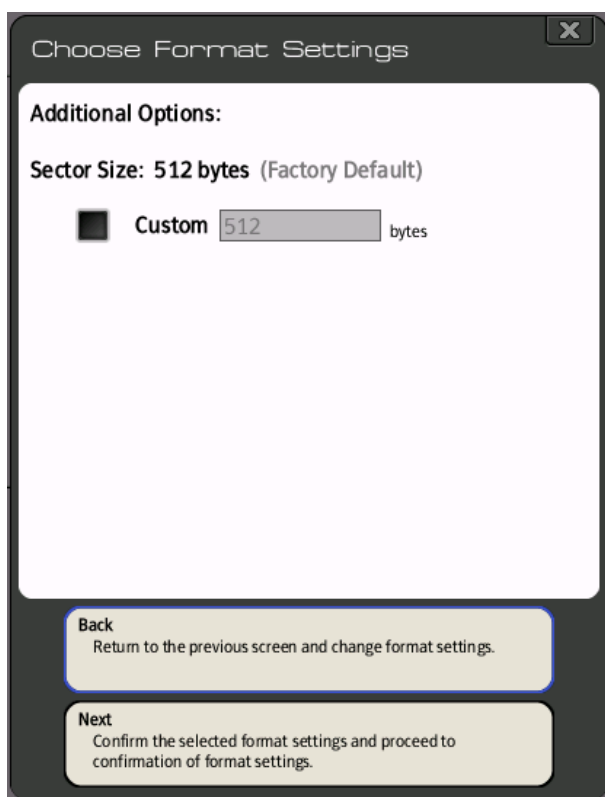 Choose Format Settings
X
Additional Options:
Sector Size: 512 bytes (Factory Default)
Custom 512 bytes
Back
Return to the previous screen and change format settings.
Next
Confirm the selected format settings and proceed to
confirmation of format settings.